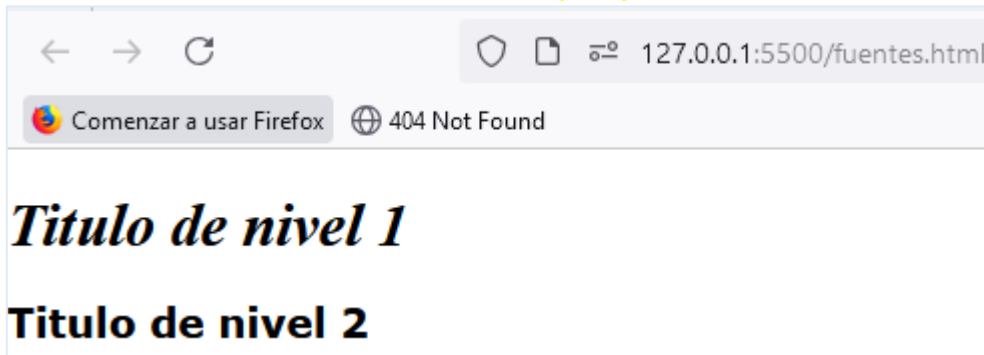 127.0.0.1:5500/fuentes.html
Comenzar a usar Firefox 404 Not Found
Titulo de nivel 1
Titulo de nivel 2